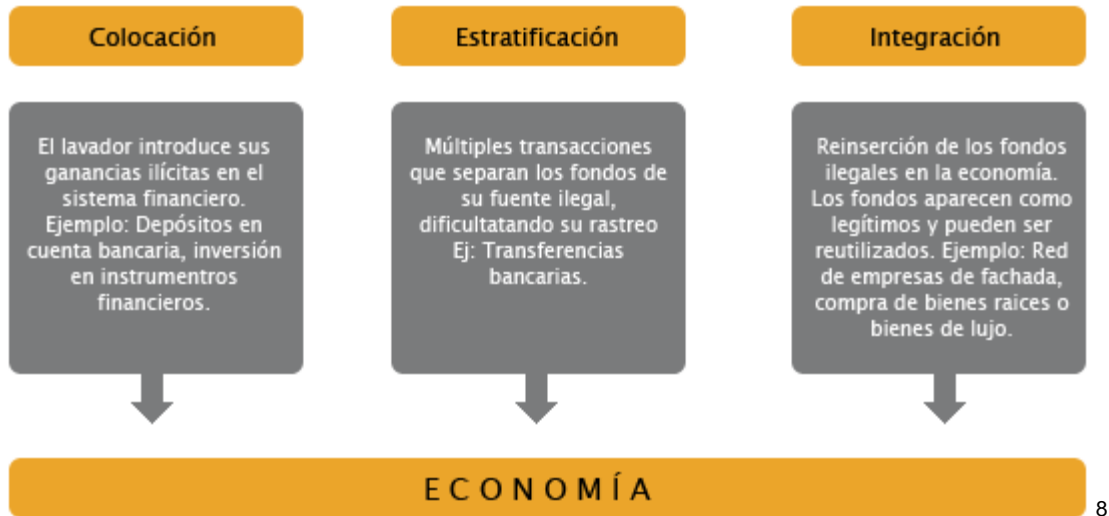 Colocación
Estratificación
Integración
El lavador introduce sus
ganancias ilícitas en el
sistema financiero.
Ejemplo: Depósitos en
cuenta bancaria, inversión
en instrumentros
financieros.
Múltiples transacciones
que separan los fondos de
su fuente ilegal,
dificultatando su rastreo
Ej: Transferencias
bancarias.
Reinserción de los fondos
ilegales en la economía.
Los fondos aparecen como
legítimos y pueden ser
reutilizados. Ejemplo: Red
de empresas de fachada,
compra de bienes raices o
bienes de lujo.
ECONOMÍA
8